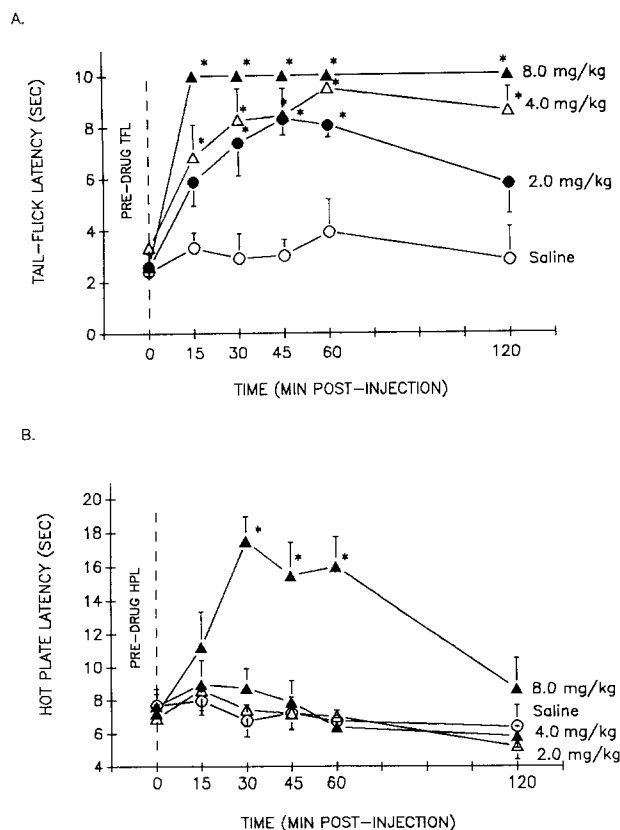 A.
TAIL-FLICK LATENCY (SEC)
PRE-DRUG TFL
10
8
6
4
2
0
* * * * *
8.0 mg/kg
* * * * *
4.0 mg/kg
* * *
2.0 mg/kg
Saline
0 15 30 45 60 120
TIME (MIN POST-INJECTION)
B.
HOT PLATE LATENCY (SEC)
PRE-DRUG HPL
20
18
16
14
12
10
8
6
4
* * *
8.0 mg/kg
Saline
4.0 mg/kg
2.0 mg/kg
0 15 30 45 60 120
TIME (MIN POST-INJECTION)